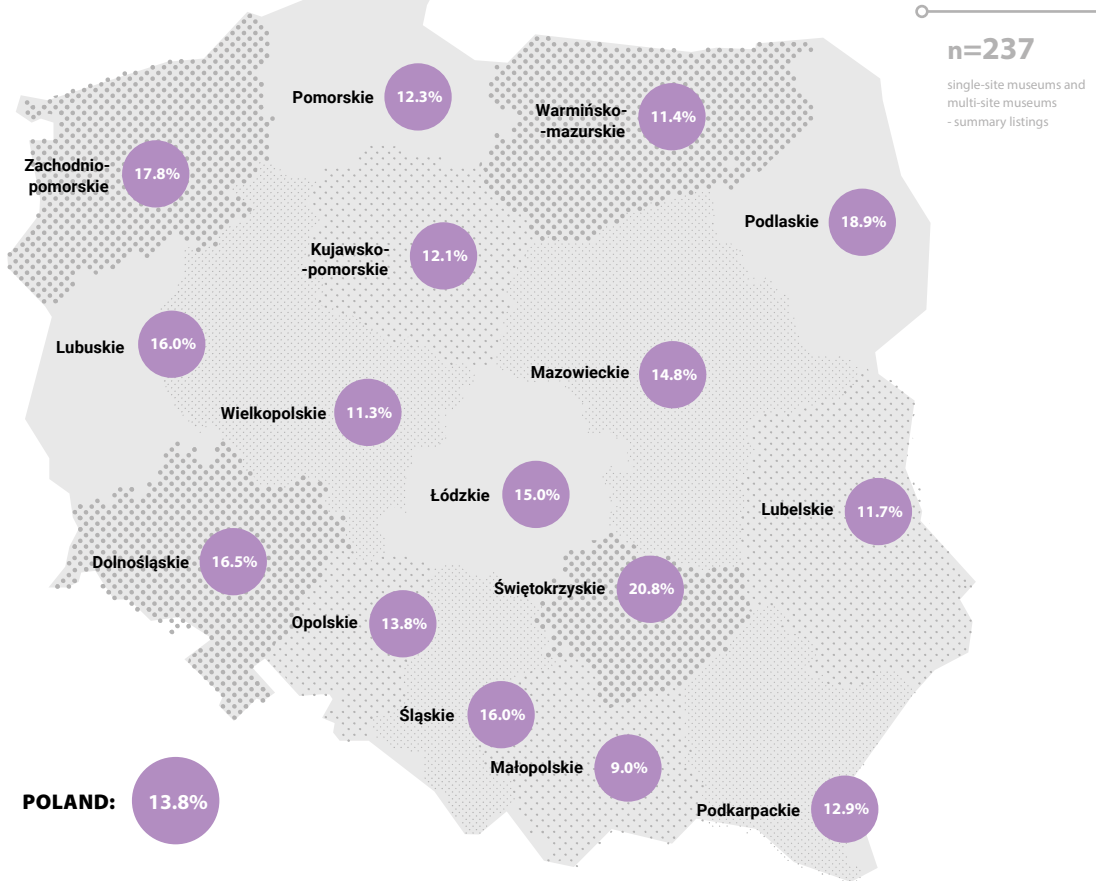 n=237
single-site museums and
multi-site museums
- summary listings
Pomorskie
12.3%
Warmińsko-
-mazurskie
11.4%
Zachodnio-
pomorskie
17.8%
Podlaskie
18.9%
Kujawsko-
-pomorskie
12.1%
Lubuskie
16.0%
Mazowieckie
14.8%
Wielkopolskie
11.3%
Łódzkie
15.0%
Lubelskie
11.7%
Dolnośląskie
16.5%
Świętokrzyskie
20.8%
Opolskie
13.8%
Śląskie
16.0%
Małopolskie
9.0%
POLAND:
13.8%
Podkarpackie
12.9%